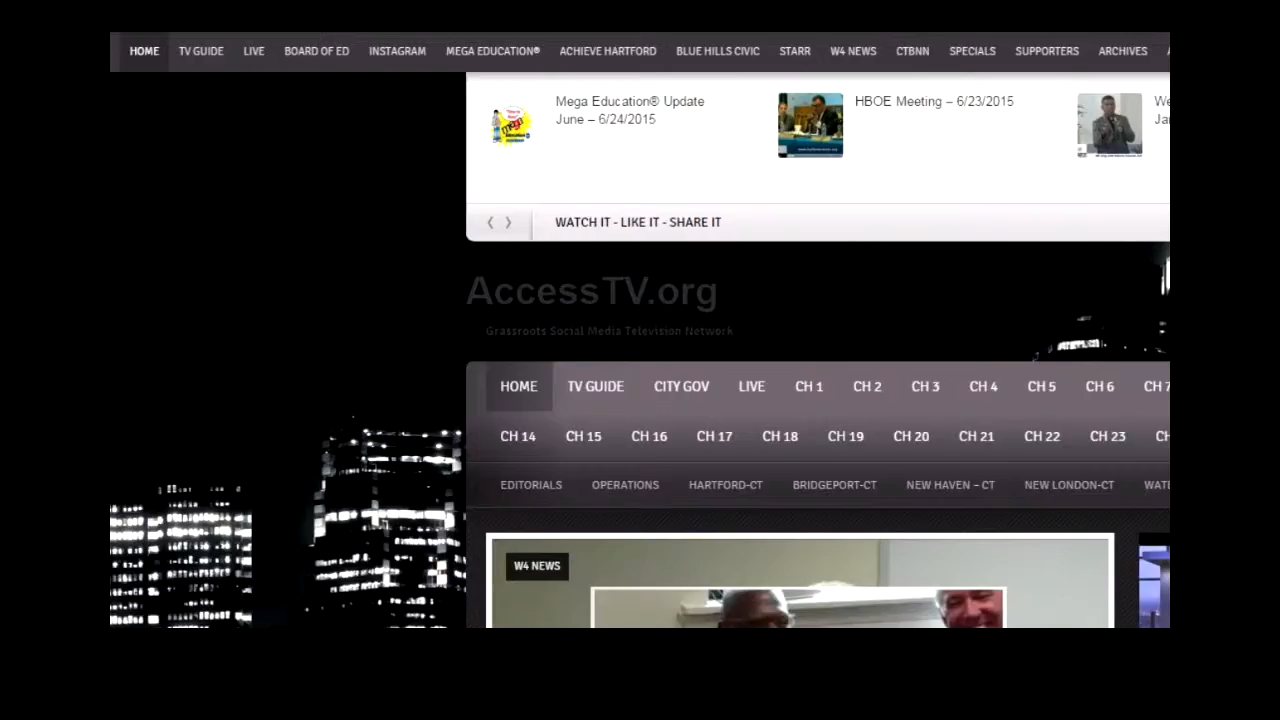 HOME TV GUIDE LIVE BOARD OF ED INSTAGRAM MEGA EDUCATION® ACHIEVE HARTFORD BLUE HILLS CIVIC STARR W4 NEWS CTBNN SPECIALS SUPPORTERS ARCHIVES
Mega Education® Update
June – 6/24/2015
HBOE Meeting – 6/23/2015
WATCH IT - LIKE IT - SHARE IT
AccessTV.org
Grassroots Social Media Television Network
HOME TV GUIDE CITY GOV LIVE CH 1 CH 2 CH 3 CH 4 CH 5 CH 6 CH 7
CH 14 CH 15 CH 16 CH 17 CH 18 CH 19 CH 20 CH 21 CH 22 CH 23 CH
EDITORIALS OPERATIONS HARTFORD-CT BRIDGEPORT-CT NEW HAVEN – CT NEW LONDON-CT
W4 NEWS